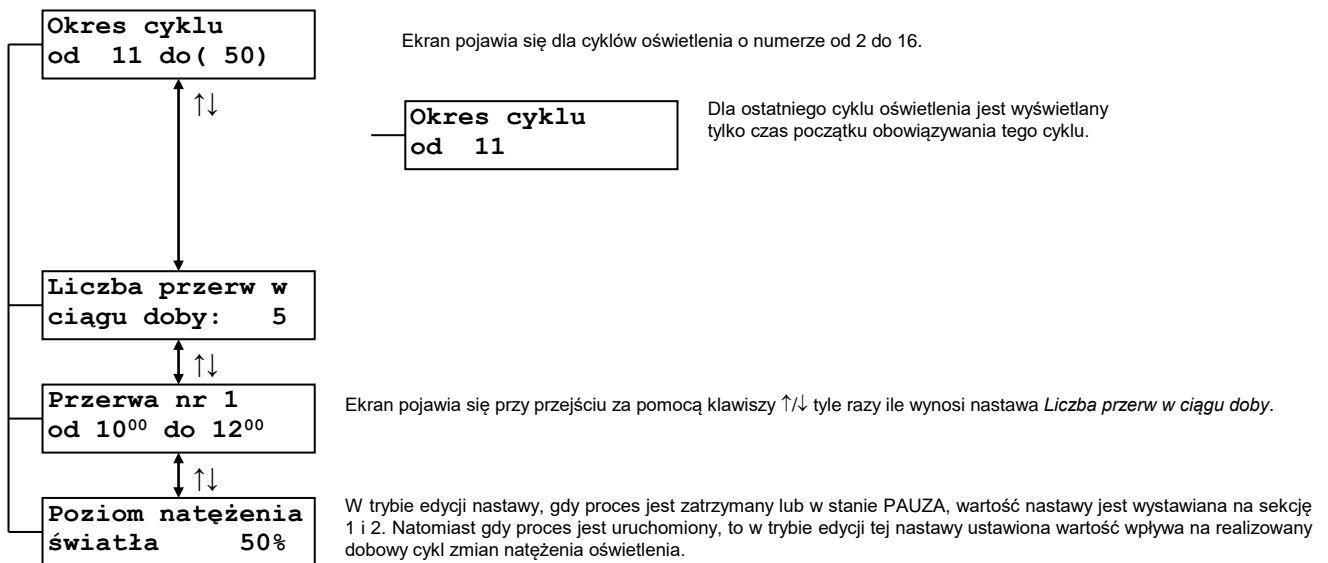 Okres cyklu
od 11 do( 50)
Ekran pojawia się dla cyklów oświetlenia o numerze od 2 do 16.
↑↓
Okres cyklu
od 11
Dla ostatniego cyklu oświetlenia jest wyświetlany
tylko czas początku obowiązywania tego cyklu.
Liczba przerw w
ciągu doby: 5
↑↓
Przerwa nr 1
od 10⁰⁰ do 12⁰⁰
Ekran pojawia się przy przejściu za pomocą klawiszy ↑/↓ tyle razy ile wynosi nastawa Liczba przerw w ciągu doby.
↑↓
Poziom natężenia
światła 50%
W trybie edycji nastawy, gdy proces jest zatrzymany lub w stanie PAUZA, wartość nastawy jest wystawiana na sekcję
1 i 2. Natomiast gdy proces jest uruchomiony, to w trybie edycji tej nastawy ustawiona wartość wpływa na realizowany
dobowy cykl zmian natężenia oświetlenia.